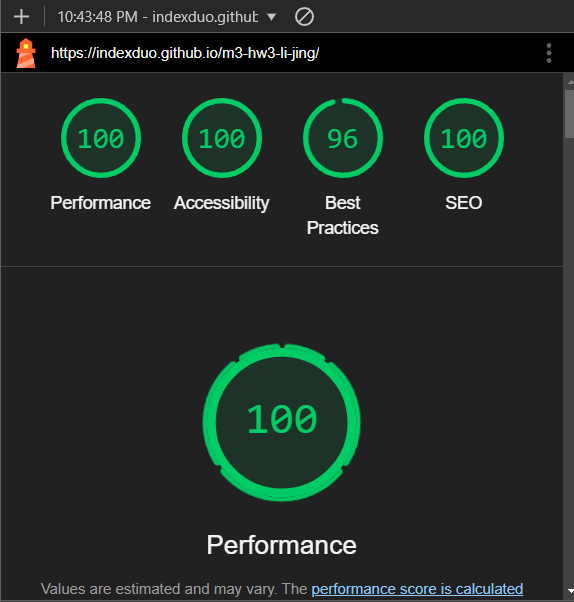 10:43:48 PM - indexduo.github
https://indexduo.github.io/m3-hw3-li-jing/
100 100 96 100
Performance Accessibility Best Practices SEO
100
Performance
Values are estimated and may vary. The performance score is calculated